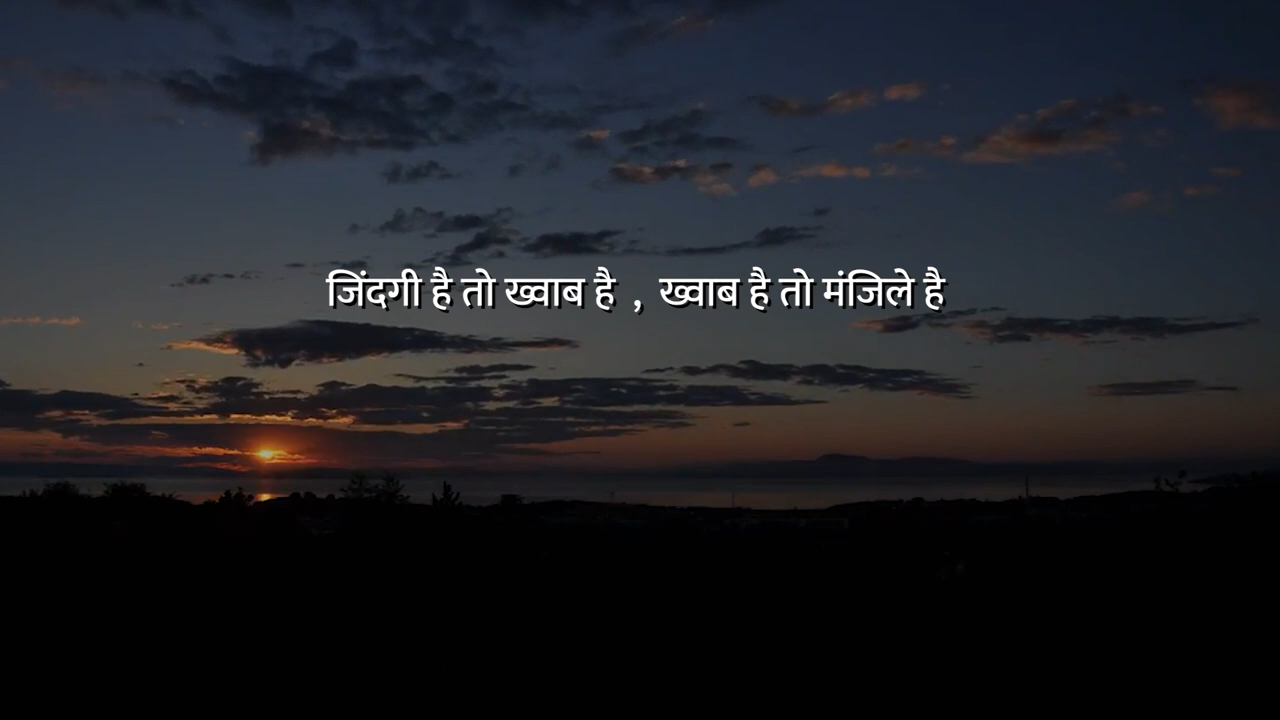 जिंदगी है तो ख्वाब है , ख्वाब है तो मंजिले है